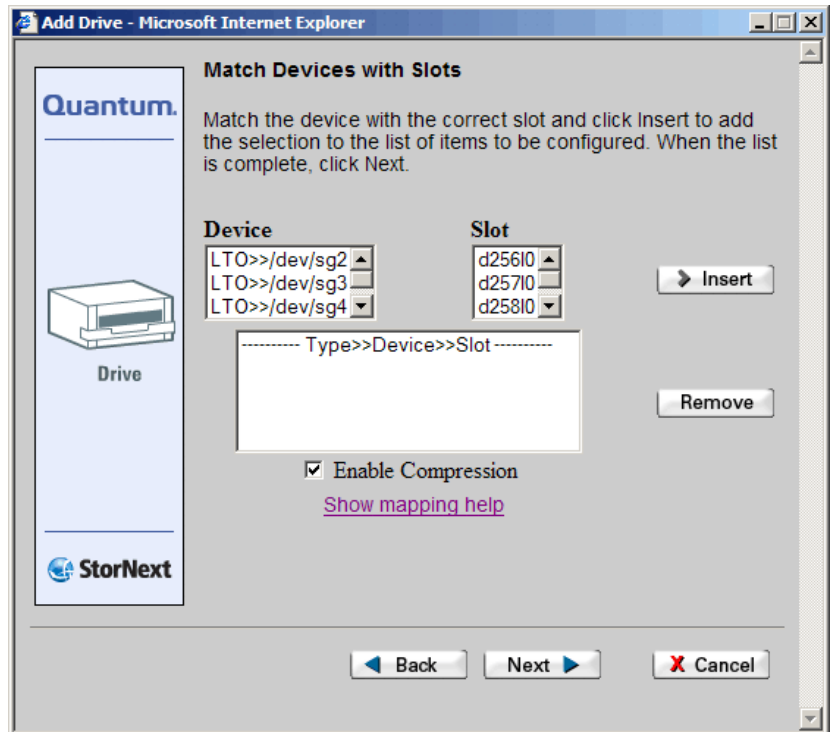 Add Drive - Microsoft Internet Explorer
Quantum.
Match Devices with Slots
Match the device with the correct slot and click Insert to add
the selection to the list of items to be configured. When the list
is complete, click Next.
Device Slot
LTO>>/dev/sg2 d256l0
LTO>>/dev/sg3 d257l0
LTO>>/dev/sg4 d258l0
Insert
---------- Type>>Device>>Slot ----------
Drive
Remove
Enable Compression
Show mapping help
StorNext
Back Next X Cancel